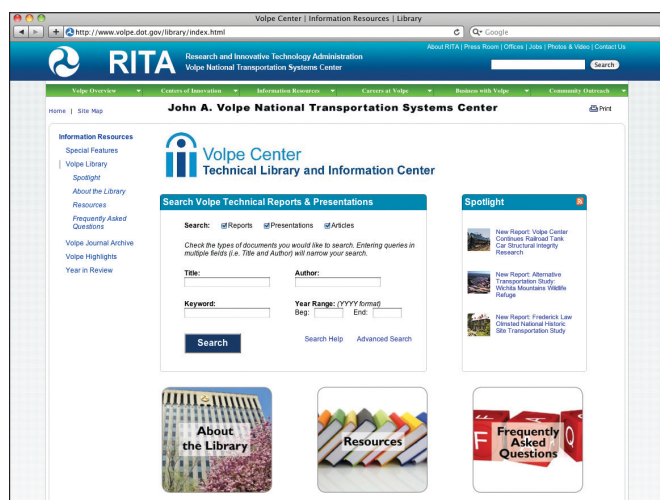 Volpe Center | Information Resources | Library
http://www.volpe.dot.gov/library/index.html
Google
About RITA | Press Room | Offices | Jobs | Photos & Video | Contact Us
RITA
Research and Innovative Technology Administration
Volpe National Transportation Systems Center
Search
Volpe Overview
Centers of Innovation
Information Resources
Careers at Volpe
Business with Volpe
Community Outreach
Home | Site Map
John A. Volpe National Transportation Systems Center
Print
Information Resources
Special Features
Volpe Library
Spotlight
About the Library
Resources
Frequently Asked
Questions
Volpe Journal Archive
Volpe Highlights
Year in Review
Volpe Center
Technical Library and Information Center
Search Volpe Technical Reports & Presentations
Search: Reports Presentations Articles
Check the types of documents you would like to search. Entering queries in
multiple fields (i.e. Title and Author) will narrow your search.
Title:
Author:
Keyword:
Year Range: (YYYY format)
Beg: End:
Search
Search Help
Advanced Search
Spotlight
New Report: Volpe Center
Continues Railroad Tank
Car Structural Integrity
Research
New Report: Alternative
Transportation Study:
Wichita Mountains Wildlife
Refuge
New Report: Frederick Law
Olmsted National Historic
Site Transportation Study
About
the Library
Resources
F A Q
Frequently
Asked
Questions